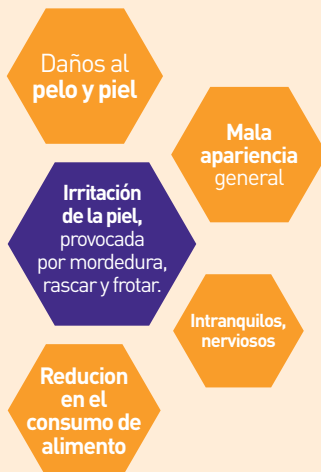 Daños al
pelo y piel
Mala
apariencia
general
Irritación
de la piel,
provocada
por mordedura,
rascar y frotar.
Intranquilos,
nerviosos
Reducion
en el
consumo de
alimento